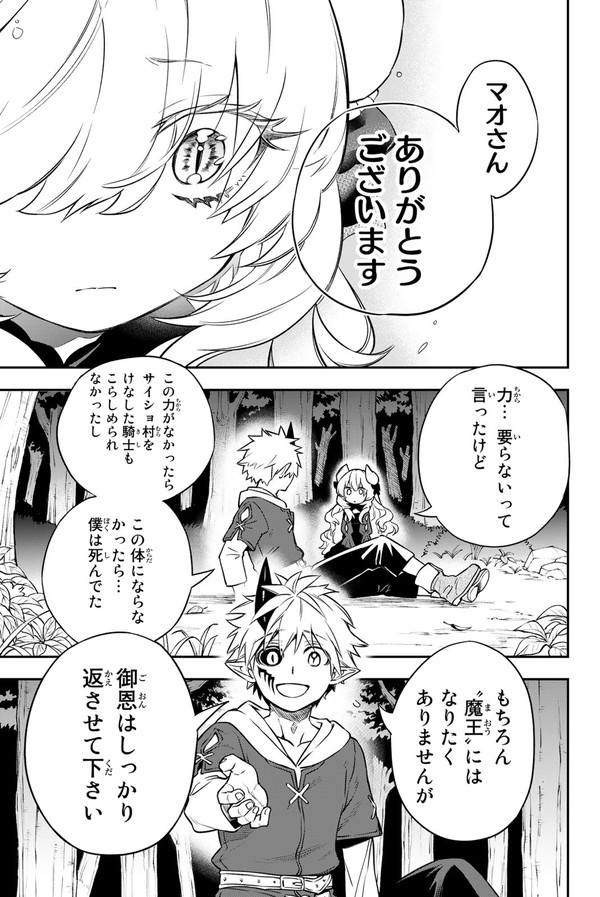 マオさん
ありがとう
ございます
力…要らないって
言ったけど
この力がなかったら
サイショ村を
けなした騎士も
こらしめられ
なかったし
この体にならな
かったら…
僕は死んでた
もちろん
〝魔王〟には
なりたく
ありませんが
御恩はしっかり
返させて下さい